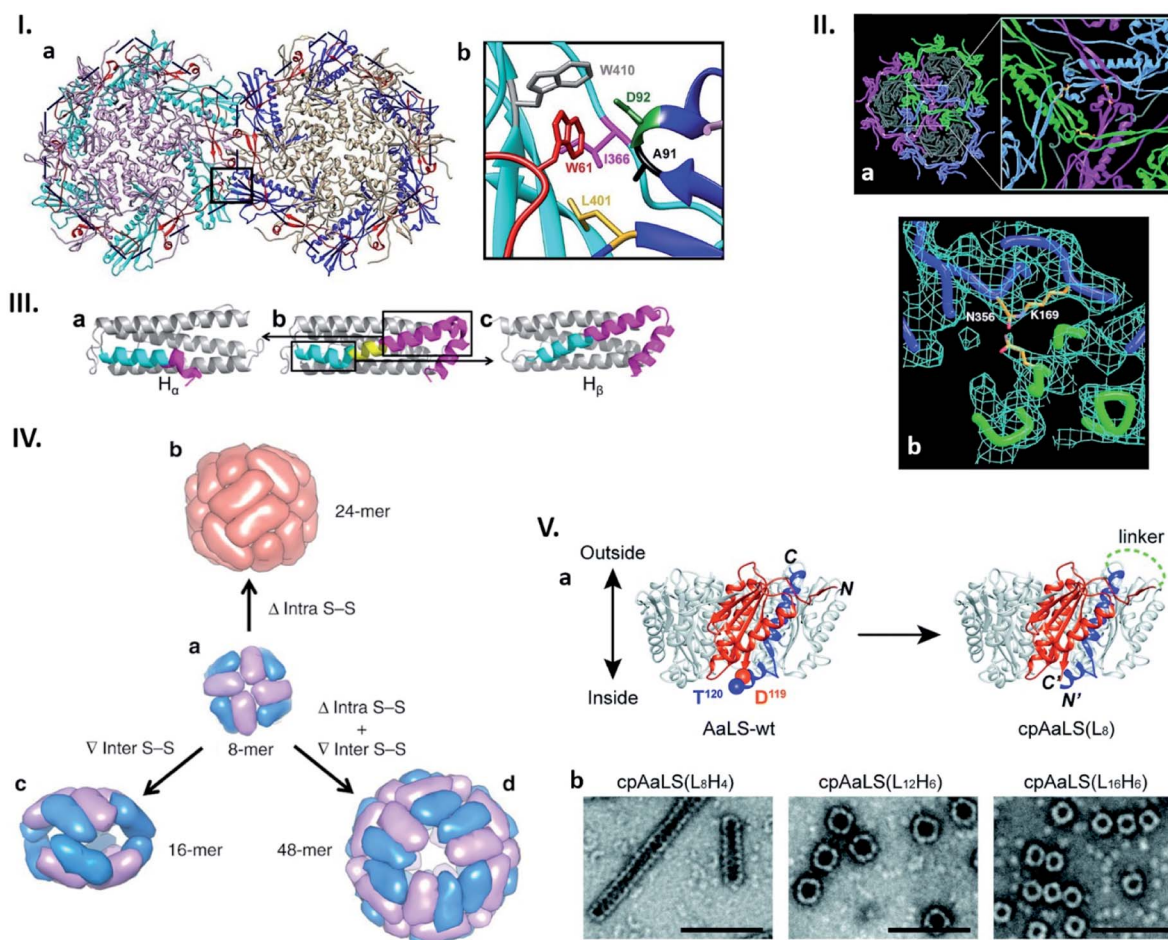 I.
a
b
W410
D92
I366
A91
W61
L401
II.
a
N356
K169
b
III.
a
b
c
Hα
Hβ
IV.
b
24-mer
Δ Intra S–S
a
8-mer
∇ Inter S–S
Δ Intra S–S
+
∇ Inter S–S
c
16-mer
48-mer
d
V.
a
Outside
Inside
C
N
T120
D119
AaLS-wt
linker
C'
N'
cpAaLS(L8)
b
cpAaLS(L8H4)
cpAaLS(L12H6)
cpAaLS(L16H6)